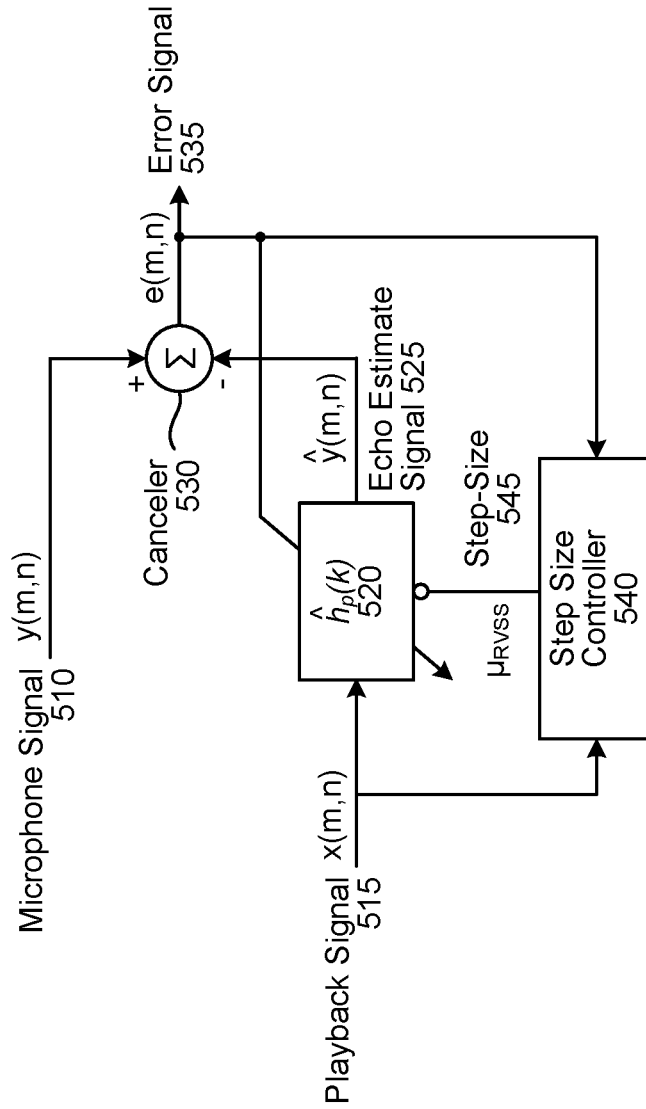 Microphone Signal
510
y(m,n)
Canceler
530
+
-
Σ
e(m,n)
Error Signal
535
Playback Signal
515
x(m,n)
ĥp(k)
520
ŷ(m,n)
Echo Estimate
Signal 525
Step-Size
545
μRVSS
Step Size
Controller
540